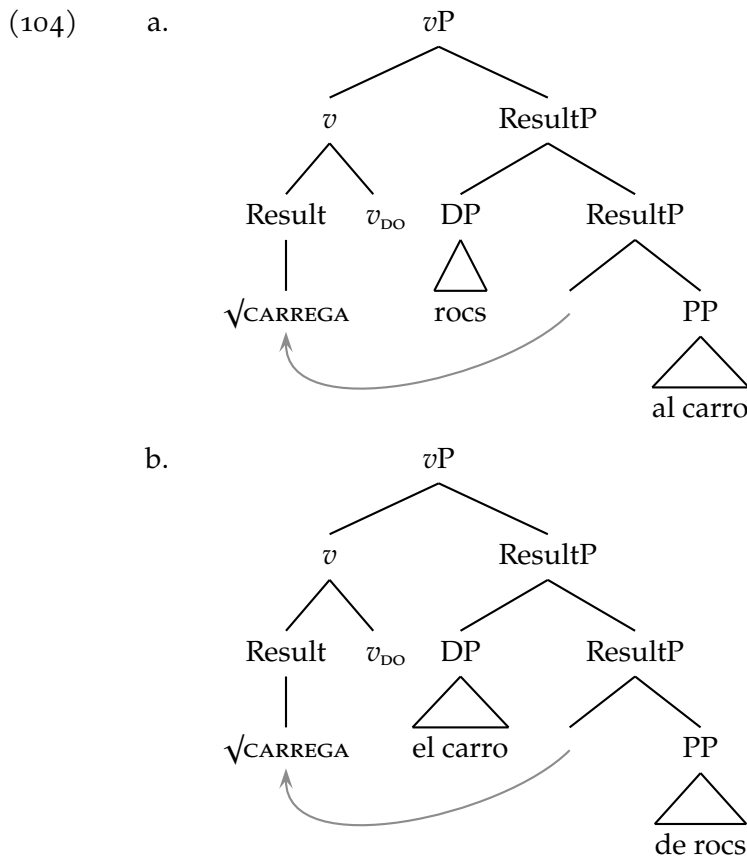 (104) a. vP
v ResultP
Result v_DO DP ResultP
√CARREGA rocs PP
al carro
b. vP
v ResultP
Result v_DO DP ResultP
√CARREGA el carro PP
de rocs